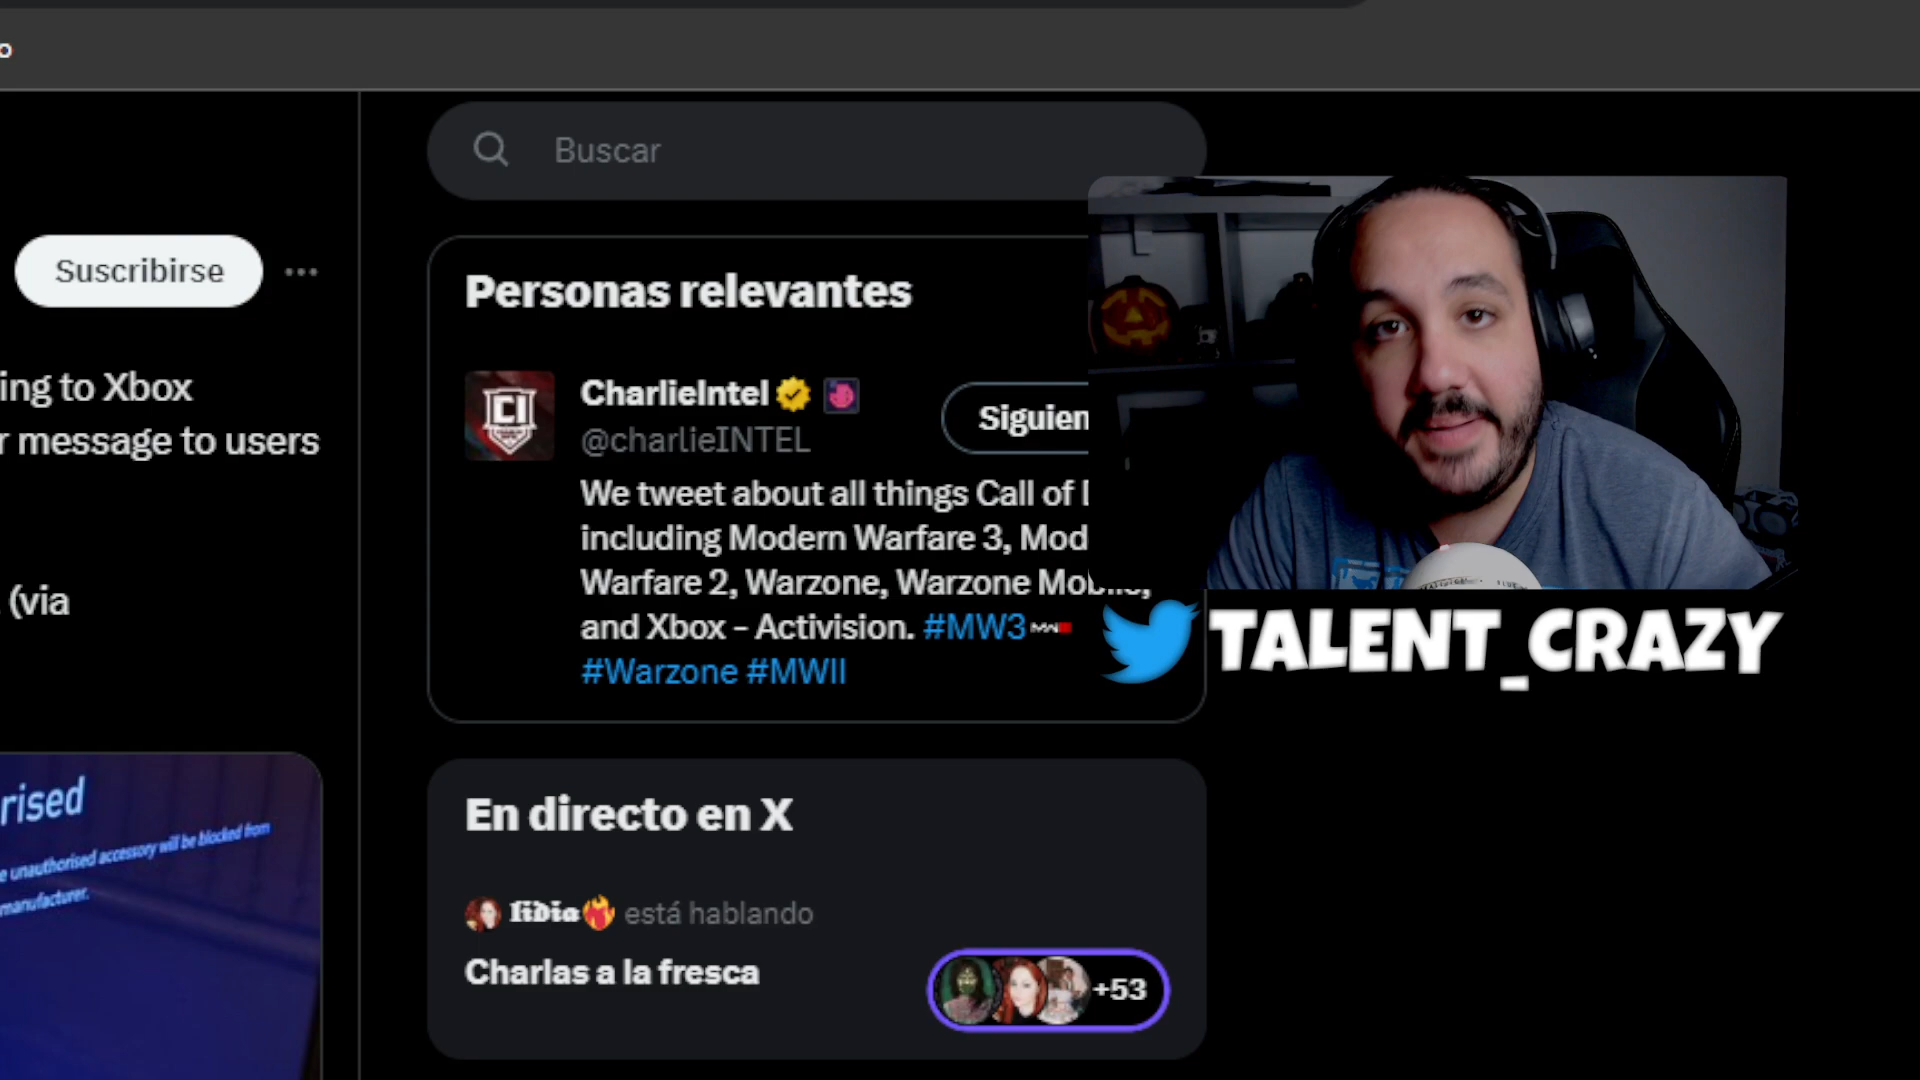 o
Buscar
Suscribirse
Personas relevantes
ing to Xbox
r message to users
CI
CharlieIntel
@charlieINTEL
Siguien
We tweet about all things Call of
including Modern Warfare 3, Mod
Warfare 2, Warzone, Warzone Mobile,
and Xbox - Activision. #MW3
#Warzone #MWII
(via
TALENT_CRAZY
rised
e unauthorised accessory will be blocked from
manufacturer.
En directo en X
lidia está hablando
Charlas a la fresca
+53